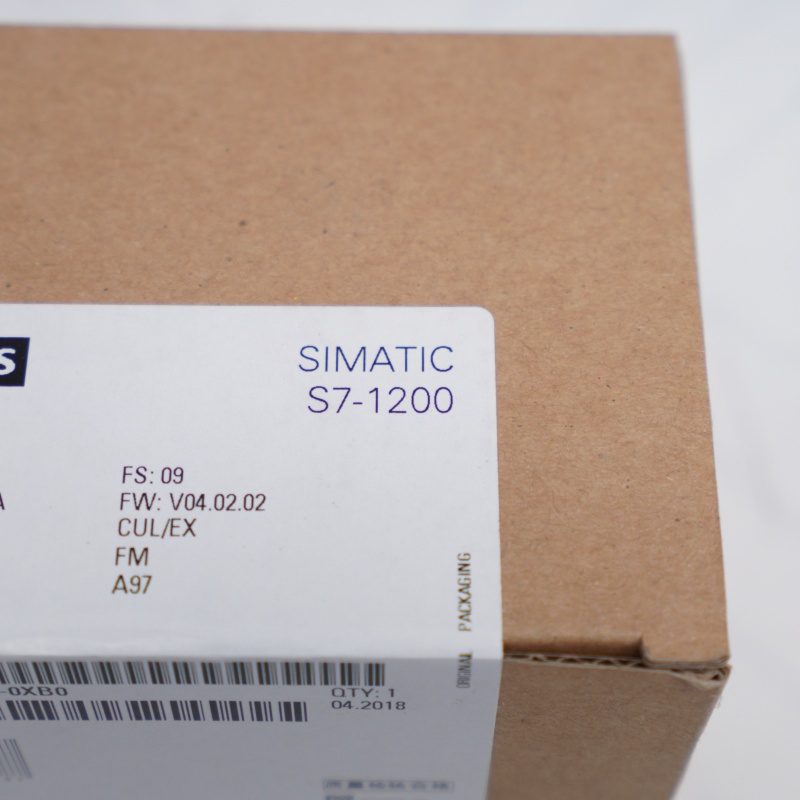 S
SIMATIC
S7-1200
FS: 09
A
FW: V04.02.02
CUL/EX
FM
A97
ORIGINAL PACKAGING
-0XB0
QTY: 1
04.2018